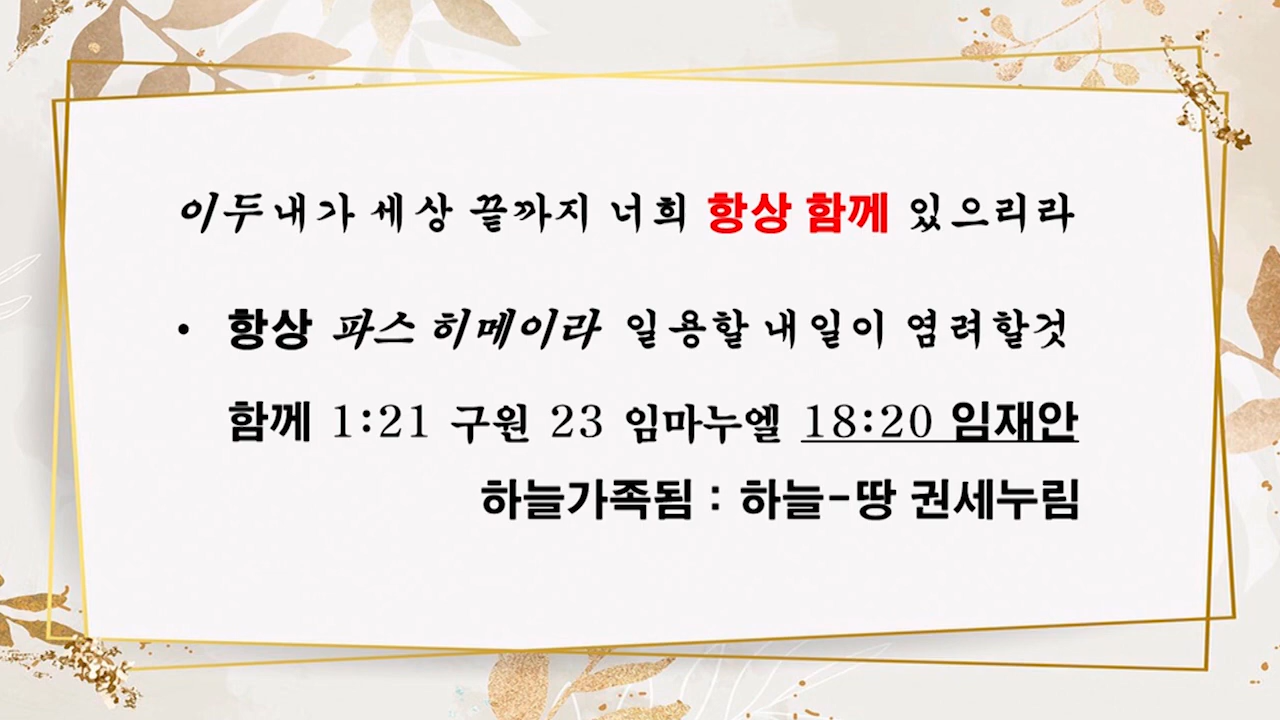 이두내가 세상 끝까지 너희 항상 함께 있으리라
• 항상 파스 히메이라 일용할 내일이 염려할것
함께 1:21 구원 23 임마누엘 18:20 임재안
하늘가족됨 : 하늘-땅 권세누림